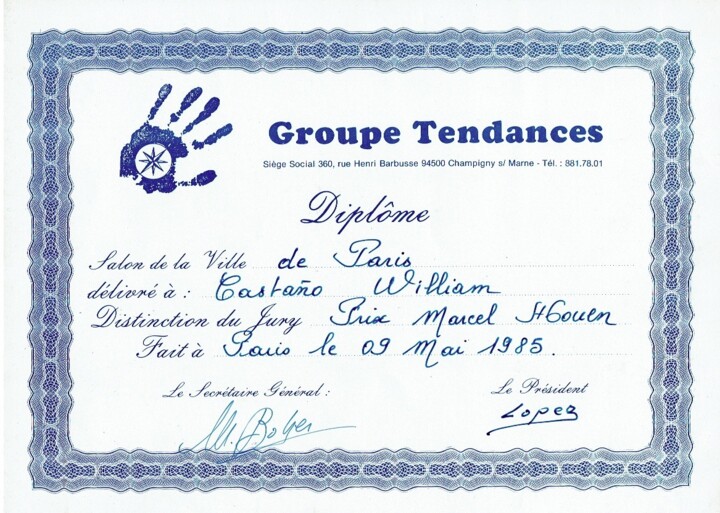 Groupe Tendances
Siège Social 360, rue Henri Barbusse 94500 Champigny s/ Marne - Tél. : 881.78.01
Diplôme
Salon de la Ville de Paris
délivré à : Castaño William
Distinction du Jury Prix Marcel
Fait à Paris le 09 Mai 1985.
Le Secrétaire Général :
Le Président
Lopez